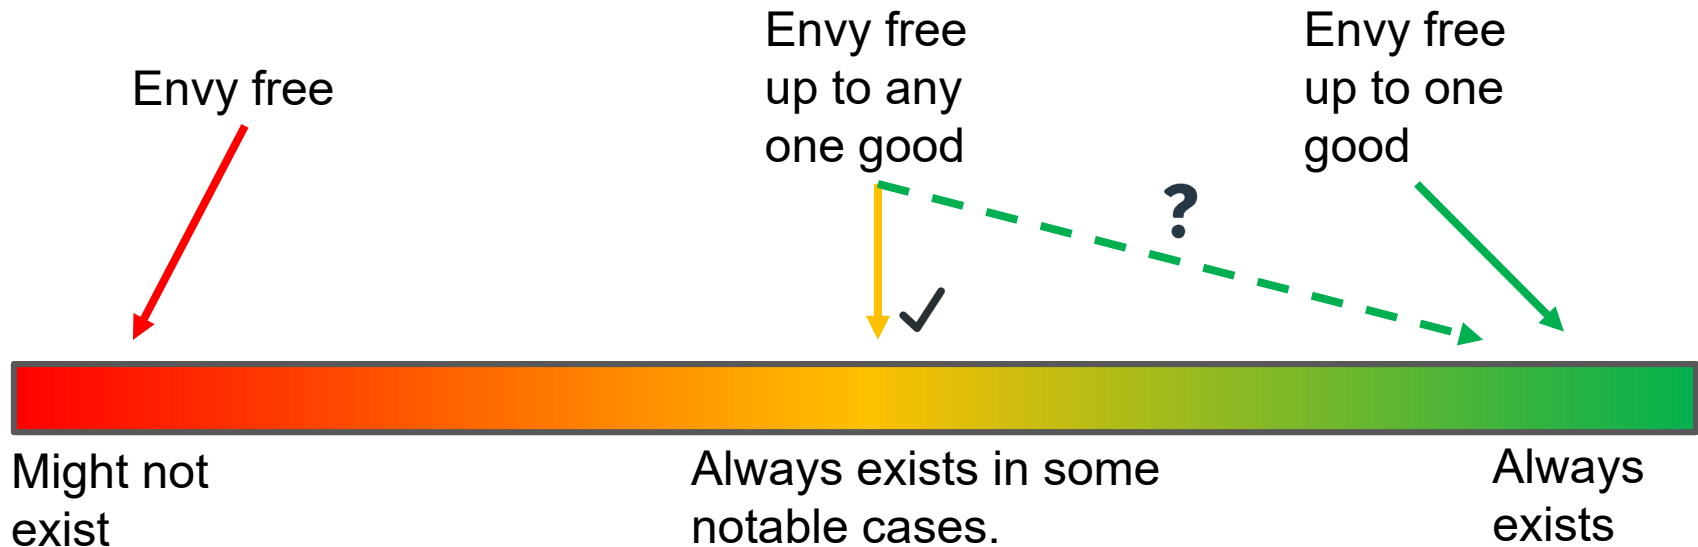 Envy free
Envy free
up to any
one good
Envy free
up to one
good
?
Might not
exist
Always exists in some
notable cases.
Always
exists